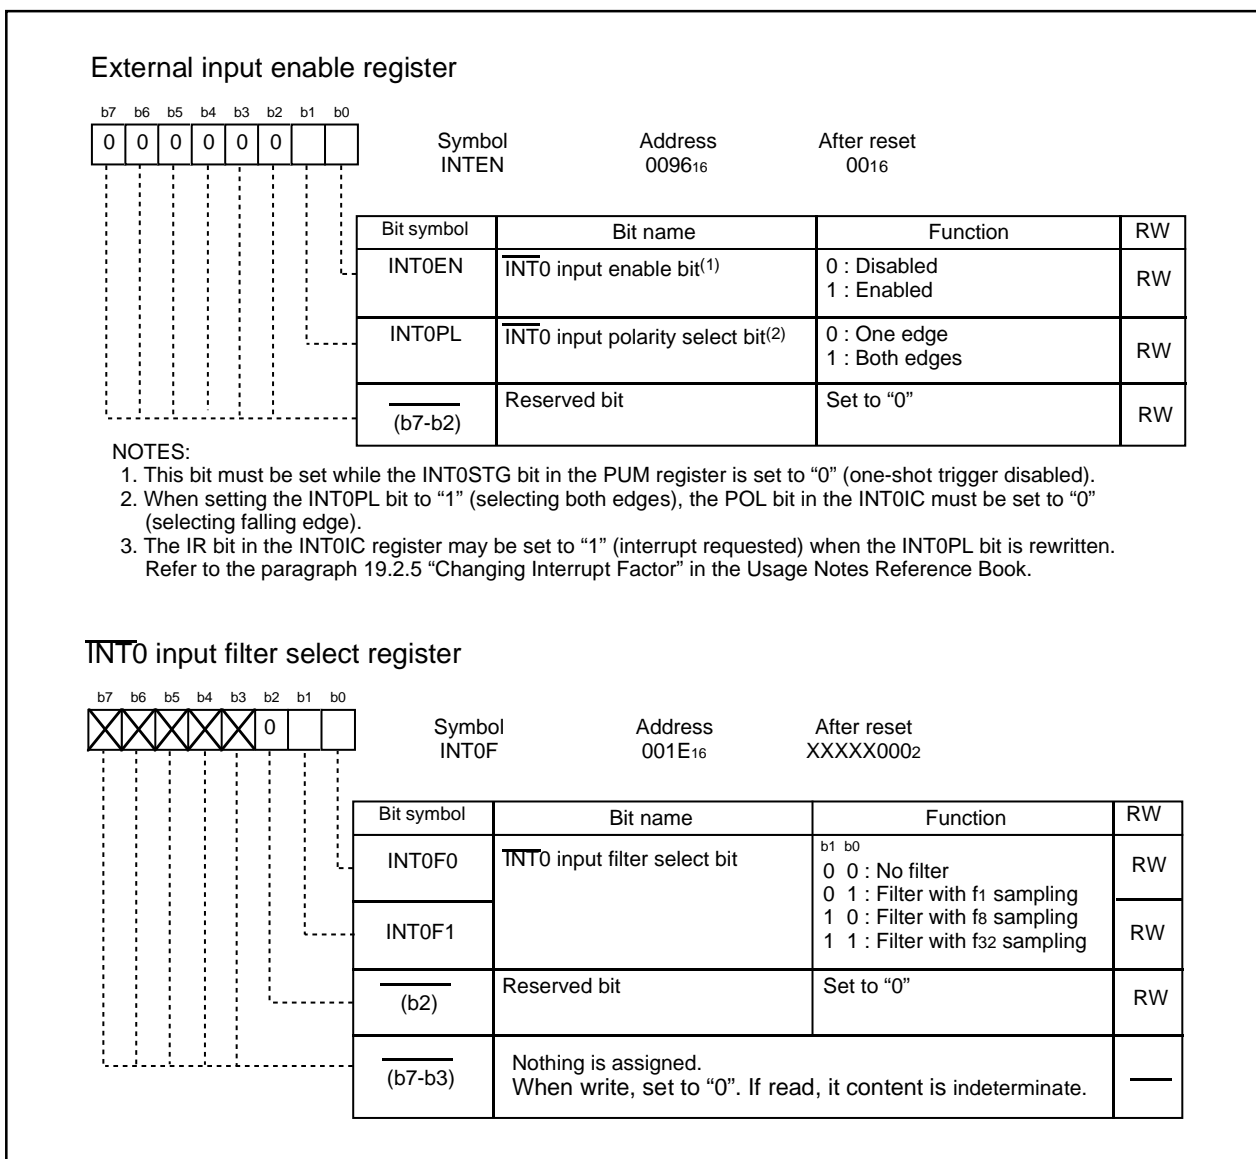 External input enable register
b7 b6 b5 b4 b3 b2 b1 b0
0 0 0 0 0 0
Symbol Address After reset
INTEN 009616 0016
Bit symbol Bit name Function RW
INT0EN INT0 input enable bit(1) 0 : Disabled RW
1 : Enabled
INT0PL INT0 input polarity select bit(2) 0 : One edge RW
1 : Both edges
(b7-b2) Reserved bit Set to “0” RW
NOTES:
1. This bit must be set while the INT0STG bit in the PUM register is set to “0” (one-shot trigger disabled).
2. When setting the INT0PL bit to “1” (selecting both edges), the POL bit in the INT0IC must be set to “0”
(selecting falling edge).
3. The IR bit in the INT0IC register may be set to “1” (interrupt requested) when the INT0PL bit is rewritten.
Refer to the paragraph 19.2.5 “Changing Interrupt Factor” in the Usage Notes Reference Book.
INT0 input filter select register
b7 b6 b5 b4 b3 b2 b1 b0
0
Symbol Address After reset
INT0F 001E16 XXXXX0002
Bit symbol Bit name Function RW
INT0F0 INT0 input filter select bit b1 b0 RW
0 0 : No filter
0 1 : Filter with f1 sampling
INT0F1 1 0 : Filter with f8 sampling RW
1 1 : Filter with f32 sampling
(b2) Reserved bit Set to “0” RW
(b7-b3) Nothing is assigned.
When write, set to “0”. If read, it content is indeterminate.